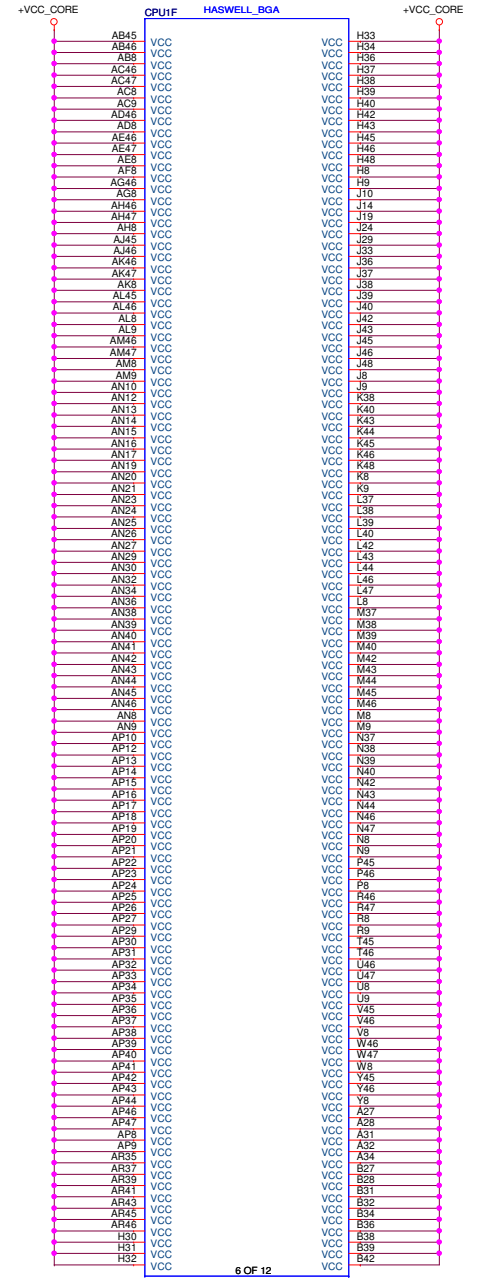 +VCC_CORE CPU1F HASWELL_BGA +VCC_CORE
AB45 VCC VCC H33
AB46 VCC VCC H34
AB8 VCC VCC H36
AC46 VCC VCC H37
AC47 VCC VCC H38
AC8 VCC VCC H39
AC9 VCC VCC H40
AD46 VCC VCC H42
AD8 VCC VCC H43
AE46 VCC VCC H45
AE47 VCC VCC H46
AE8 VCC VCC H48
AF8 VCC VCC H8
AG46 VCC VCC H9
AG8 VCC VCC J10
AH46 VCC VCC J14
AH47 VCC VCC J19
AH8 VCC VCC J24
AJ45 VCC VCC J29
AJ46 VCC VCC J33
AK46 VCC VCC J36
AK47 VCC VCC J37
AK8 VCC VCC J38
AL45 VCC VCC J39
AL46 VCC VCC J40
AL8 VCC VCC J42
AL9 VCC VCC J43
AM46 VCC VCC J45
AM47 VCC VCC J46
AM8 VCC VCC J48
AM9 VCC VCC J8
AN10 VCC VCC J9
AN12 VCC VCC K38
AN13 VCC VCC K40
AN14 VCC VCC K43
AN15 VCC VCC K44
AN16 VCC VCC K45
AN17 VCC VCC K46
AN19 VCC VCC K48
AN20 VCC VCC K8
AN21 VCC VCC K9
AN23 VCC VCC L37
AN24 VCC VCC L38
AN25 VCC VCC L39
AN26 VCC VCC L40
AN27 VCC VCC L42
AN29 VCC VCC L43
AN30 VCC VCC L44
AN32 VCC VCC L46
AN34 VCC VCC L47
AN36 VCC VCC L8
AN38 VCC VCC M37
AN39 VCC VCC M38
AN40 VCC VCC M39
AN41 VCC VCC M40
AN42 VCC VCC M42
AN43 VCC VCC M43
AN44 VCC VCC M44
AN45 VCC VCC M45
AN46 VCC VCC M46
AN8 VCC VCC M8
AN9 VCC VCC M9
AP10 VCC VCC N37
AP12 VCC VCC N38
AP13 VCC VCC N39
AP14 VCC VCC N40
AP15 VCC VCC N42
AP16 VCC VCC N43
AP17 VCC VCC N44
AP18 VCC VCC N46
AP19 VCC VCC N47
AP20 VCC VCC N8
AP21 VCC VCC N9
AP22 VCC VCC P45
AP23 VCC VCC P46
AP24 VCC VCC P8
AP25 VCC VCC R46
AP26 VCC VCC R47
AP27 VCC VCC R8
AP29 VCC VCC R9
AP30 VCC VCC T45
AP31 VCC VCC T46
AP32 VCC VCC U46
AP33 VCC VCC U47
AP34 VCC VCC U8
AP35 VCC VCC U9
AP36 VCC VCC V45
AP37 VCC VCC V46
AP38 VCC VCC V8
AP39 VCC VCC W46
AP40 VCC VCC W47
AP41 VCC VCC W8
AP42 VCC VCC Y45
AP43 VCC VCC Y46
AP44 VCC VCC Y8
AP46 VCC VCC A27
AP47 VCC VCC A28
AP8 VCC VCC A31
AP9 VCC VCC A32
AR35 VCC VCC A34
AR37 VCC VCC B27
AR39 VCC VCC B28
AR41 VCC VCC B31
AR43 VCC VCC B32
AR45 VCC VCC B34
AR46 VCC VCC B36
H30 VCC VCC B38
H31 VCC VCC B39
H32 VCC VCC B42
6 OF 12